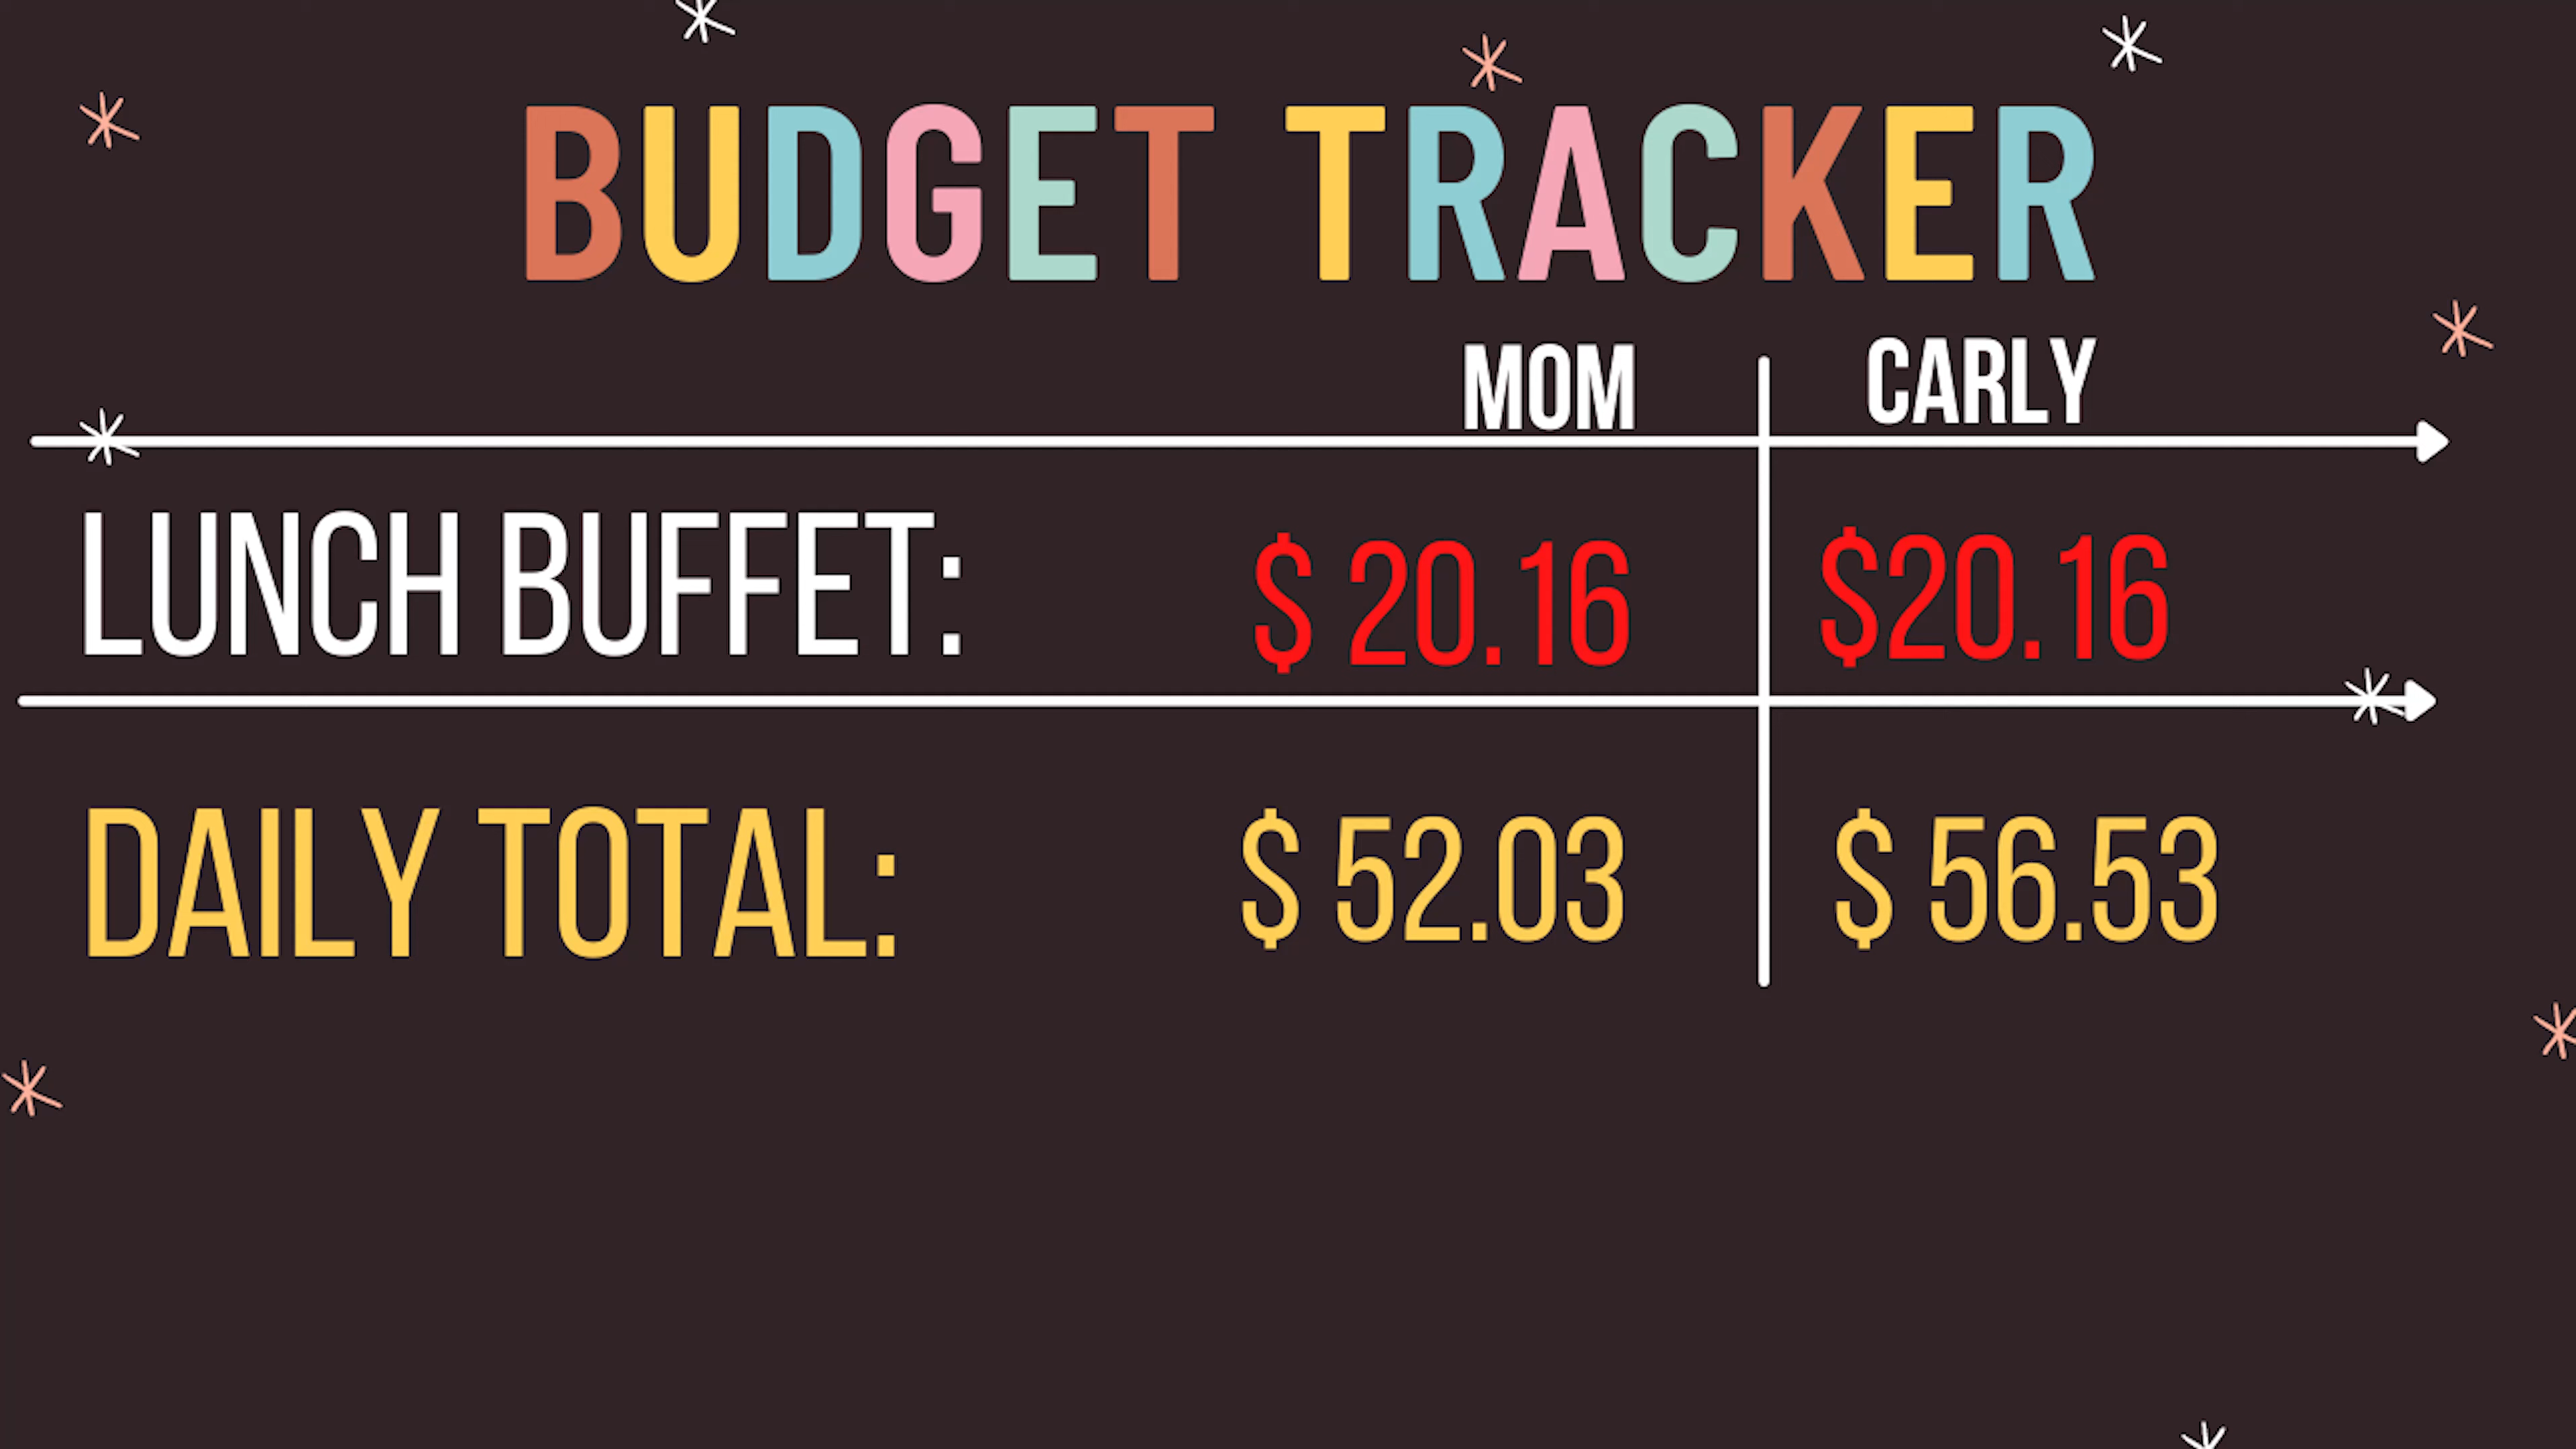 BUDGET TRACKER
MOM CARLY
LUNCH BUFFET: $ 20.16 $20.16
DAILY TOTAL: $ 52.03 $ 56.53